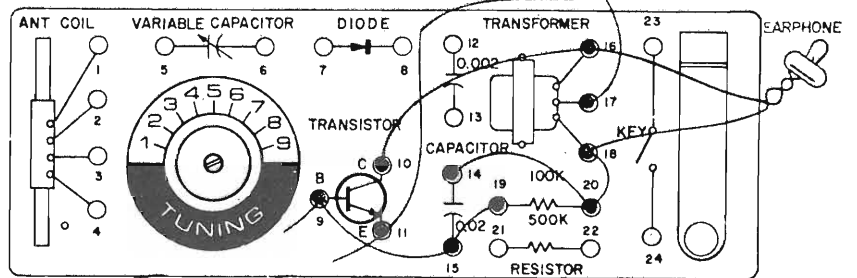 ANT COIL VARIABLE CAPACITOR DIODE TRANSFORMER 23
EARPHONE
1 5 6 7 8 12 16
0.002
2 13 17
1 2 3 4 5 6 7 8 9
TRANSISTOR
KEY
3 C 10 CAPACITOR 18
14 100K
B 19 20
4 9 500K
TUNING E 11 0.02 21 22
15 RESISTOR 24